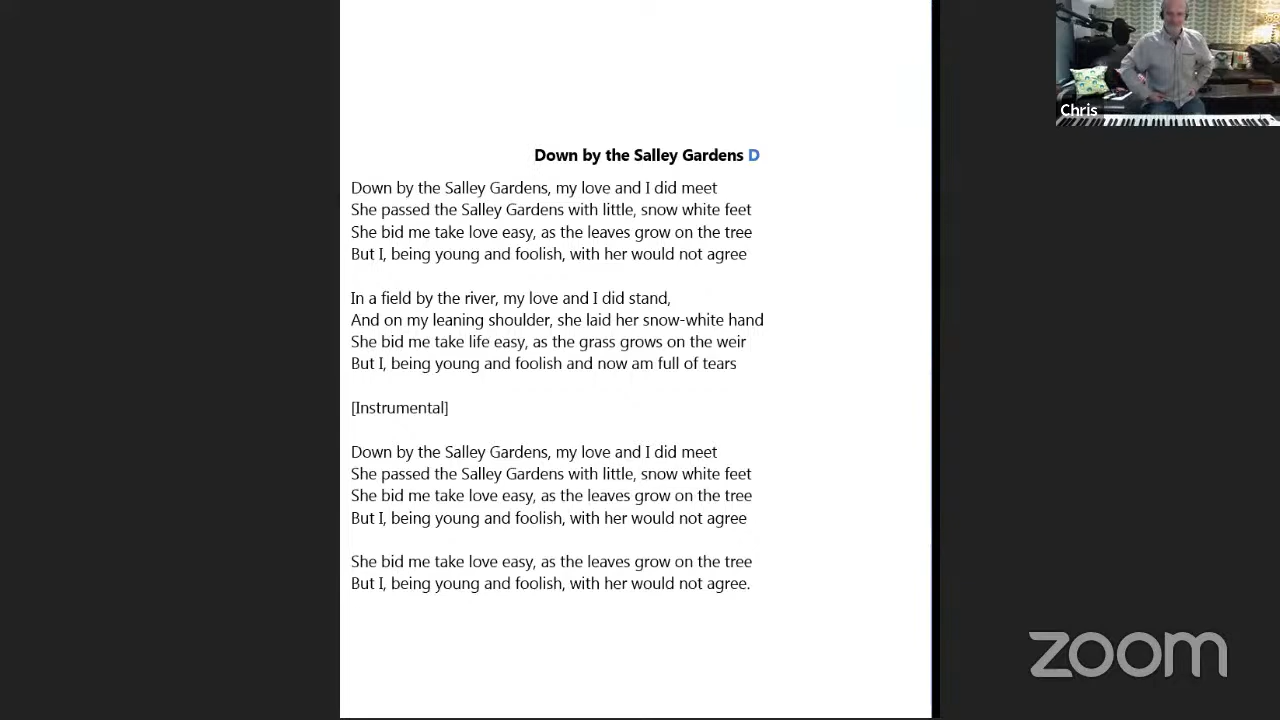 Down by the Salley Gardens D
Down by the Salley Gardens, my love and I did meet
She passed the Salley Gardens with little, snow white feet
She bid me take love easy, as the leaves grow on the tree
But I, being young and foolish, with her would not agree
In a field by the river, my love and I did stand,
And on my leaning shoulder, she laid her snow-white hand
She bid me take life easy, as the grass grows on the weir
But I, being young and foolish and now am full of tears
[Instrumental]
Down by the Salley Gardens, my love and I did meet
She passed the Salley Gardens with little, snow white feet
She bid me take love easy, as the leaves grow on the tree
But I, being young and foolish, with her would not agree
She bid me take love easy, as the leaves grow on the tree
But I, being young and foolish, with her would not agree.
Chris
zoom